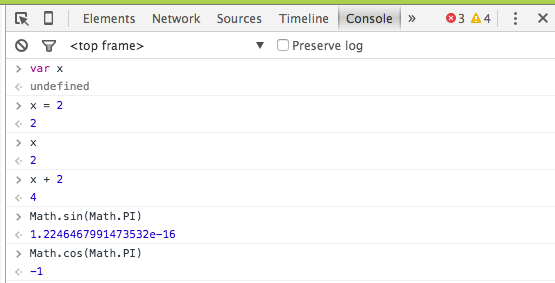 Elements Network Sources Timeline Console » 3 4
<top frame> Preserve log
> var x
<· undefined
> x = 2
<· 2
> x
<· 2
> x + 2
<· 4
> Math.sin(Math.PI)
<· 1.2246467991473532e-16
> Math.cos(Math.PI)
<· -1